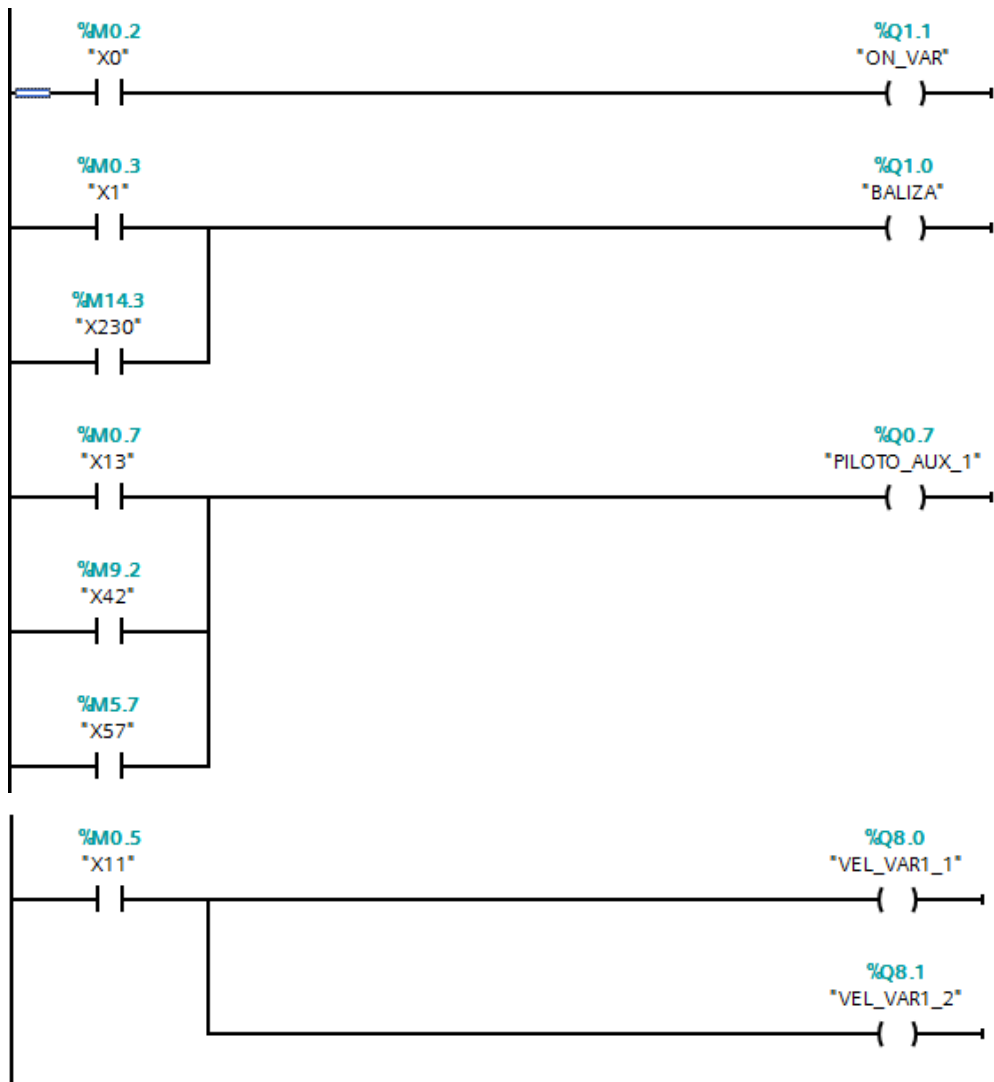 %M0.2
"X0"
%Q1.1
"ON_VAR"
%M0.3
"X1"
%Q1.0
"BALIZA"
%M14.3
"X230"
%M0.7
"X13"
%Q0.7
"PILOTO_AUX_1"
%M9.2
"X42"
%M5.7
"X57"
%M0.5
"X11"
%Q8.0
"VEL_VAR1_1"
%Q8.1
"VEL_VAR1_2"